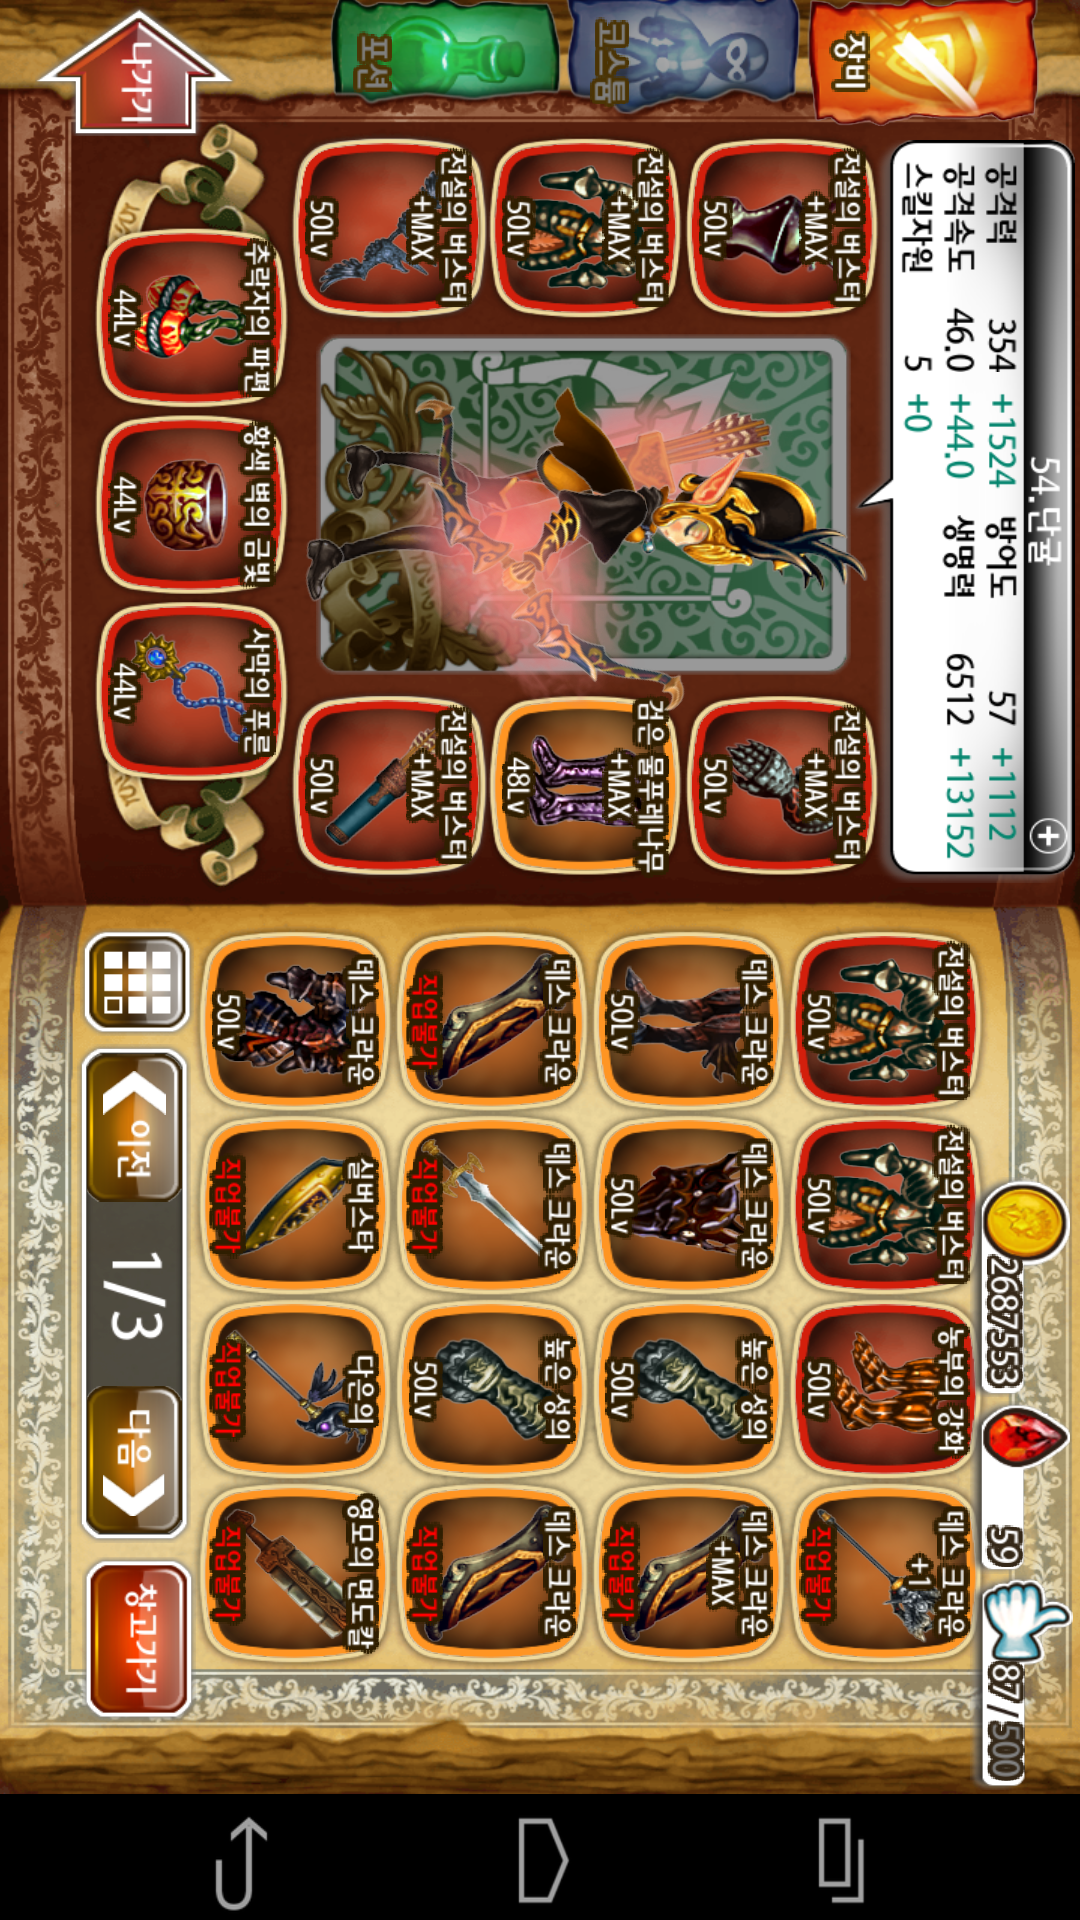 장비
코스튬
포션
나가기
54.단궁
공격력 354 +1524 방어도 57 +1112
공격속도 46.0 +44.0 생명력 6512 +13152
스킬자원 5 +0
전설의 버스터
+MAX
50Lv
전설의 버스터
+MAX
50Lv
전설의 버스터
+MAX
50Lv
전설의 버스터
+MAX
50Lv
검은 물푸레나무
+MAX
48Lv
전설의 버스터
+MAX
50Lv
추락자의 파편
44Lv
황색 벽의 금빛
44Lv
사막의 푸른
44Lv
2687553
59
87/500
전설의 버스터
50Lv
전설의 버스터
50Lv
농부의 강화
50Lv
데스 크라운
+1
직업불가
데스 크라운
50Lv
데스 크라운
50Lv
높은 성의
50Lv
데스 크라운
+MAX
직업불가
데스 크라운
직업불가
데스 크라운
직업불가
높은 성의
50Lv
데스 크라운
직업불가
데스 크라운
50Lv
실버스타
직업불가
다은의
직업불가
영모의 면도칼
직업불가
이전
1/3
다음
창고가기